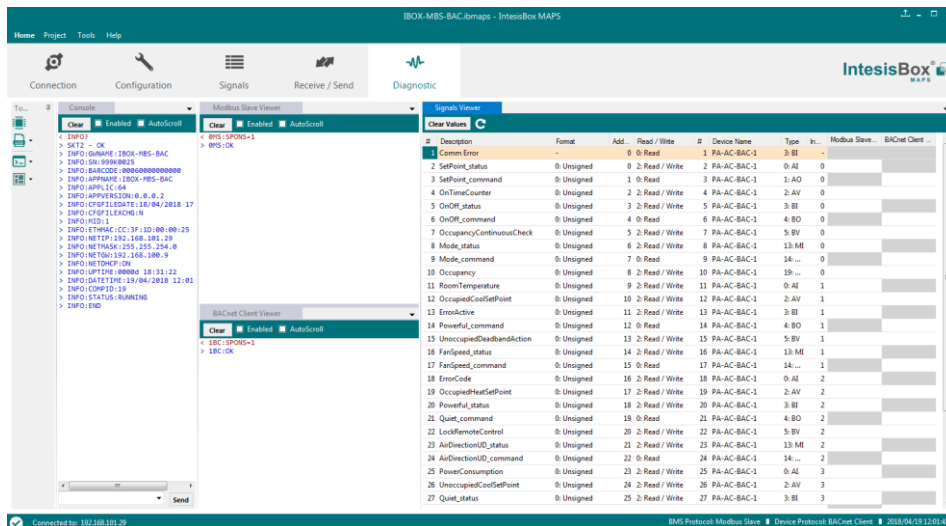 IBOX-MBS-BAC.ibmaps - IntesisBox MAPS
Home Project Tools Help
Connection Configuration Signals Receive / Send Diagnostic
IntesisBox®
MAPS
To...
Console
Clear Enabled AutoScroll
< INFO?
> SKT2 - OK
> INFO:GWNAME:IBOX-MBS-BAC
> INFO:SN:999K0025
> INFO:BARCODE:00060000000000
> INFO:APPNAME:IBOX-MBS-BAC
> INFO:APPLIC:64
> INFO:APPVERSION:0.0.0.2
> INFO:CFGFILEDATE:18/04/2018 17
> INFO:CFGFILEXCHG:N
> INFO:MID:1
> INFO:ETHMAC:CC:3F:1D:00:00:25
> INFO:NETIP:192.168.101.29
> INFO:NETMASK:255.255.254.0
> INFO:NETGW:192.168.100.9
> INFO:NETDHCP:ON
> INFO:UPTIME:0000d 18:31:22
> INFO:DATETIME:19/04/2018 12:01
> INFO:COMPID:19
> INFO:STATUS:RUNNING
> INFO:END
Send
Modbus Slave Viewer
Clear Enabled AutoScroll
< 0MS:SPONS=1
> 0MS:OK
BACnet Client Viewer
Clear Enabled AutoScroll
< 1BC:SPONS=1
> 1BC:OK
Signals Viewer
Clear Values
# Description Format Add... Read / Write # Device Name Type In... Modbus Slave... BACnet Client ...
1 Comm Error - 0 0: Read 1 PA-AC-BAC-1 3: BI -
2 SetPoint_status 0: Unsigned 0 2: Read / Write 2 PA-AC-BAC-1 0: AI 0
3 SetPoint_command 0: Unsigned 1 0: Read 3 PA-AC-BAC-1 1: AO 0
4 OnTimeCounter 0: Unsigned 2 2: Read / Write 4 PA-AC-BAC-1 2: AV 0
5 OnOff_status 0: Unsigned 3 2: Read / Write 5 PA-AC-BAC-1 3: BI 0
6 OnOff_command 0: Unsigned 4 0: Read 6 PA-AC-BAC-1 4: BO 0
7 OccupancyContinuousCheck 0: Unsigned 5 2: Read / Write 7 PA-AC-BAC-1 5: BV 0
8 Mode_status 0: Unsigned 6 2: Read / Write 8 PA-AC-BAC-1 13: MI 0
9 Mode_command 0: Unsigned 7 0: Read 9 PA-AC-BAC-1 14: ... 0
10 Occupancy 0: Unsigned 8 2: Read / Write 10 PA-AC-BAC-1 19: ... 0
11 RoomTemperature 0: Unsigned 9 2: Read / Write 11 PA-AC-BAC-1 0: AI 1
12 OccupiedCoolSetPoint 0: Unsigned 10 2: Read / Write 12 PA-AC-BAC-1 2: AV 1
13 ErrorActive 0: Unsigned 11 2: Read / Write 13 PA-AC-BAC-1 3: BI 1
14 Powerful_command 0: Unsigned 12 0: Read 14 PA-AC-BAC-1 4: BO 1
15 UnoccupiedDeadbandAction 0: Unsigned 13 2: Read / Write 15 PA-AC-BAC-1 5: BV 1
16 FanSpeed_status 0: Unsigned 14 2: Read / Write 16 PA-AC-BAC-1 13: MI 1
17 FanSpeed_command 0: Unsigned 15 0: Read 17 PA-AC-BAC-1 14: ... 1
18 ErrorCode 0: Unsigned 16 2: Read / Write 18 PA-AC-BAC-1 0: AI 2
19 OccupiedHeatSetPoint 0: Unsigned 17 2: Read / Write 19 PA-AC-BAC-1 2: AV 2
20 Powerful_status 0: Unsigned 18 2: Read / Write 20 PA-AC-BAC-1 3: BI 2
21 Quiet_command 0: Unsigned 19 0: Read 21 PA-AC-BAC-1 4: BO 2
22 LockRemoteControl 0: Unsigned 20 2: Read / Write 22 PA-AC-BAC-1 5: BV 2
23 AirDirectionUD_status 0: Unsigned 21 2: Read / Write 23 PA-AC-BAC-1 13: MI 2
24 AirDirectionUD_command 0: Unsigned 22 0: Read 24 PA-AC-BAC-1 14: ... 2
25 PowerConsumption 0: Unsigned 23 2: Read / Write 25 PA-AC-BAC-1 0: AI 3
26 UnoccupiedCoolSetPoint 0: Unsigned 24 2: Read / Write 26 PA-AC-BAC-1 2: AV 3
27 Quiet_status 0: Unsigned 25 2: Read / Write 27 PA-AC-BAC-1 3: BI 3
Connected to: 192.168.101.29 BMS Protocol: Modbus Slave Device Protocol: BACnet Client 2018/04/19 12:01:4